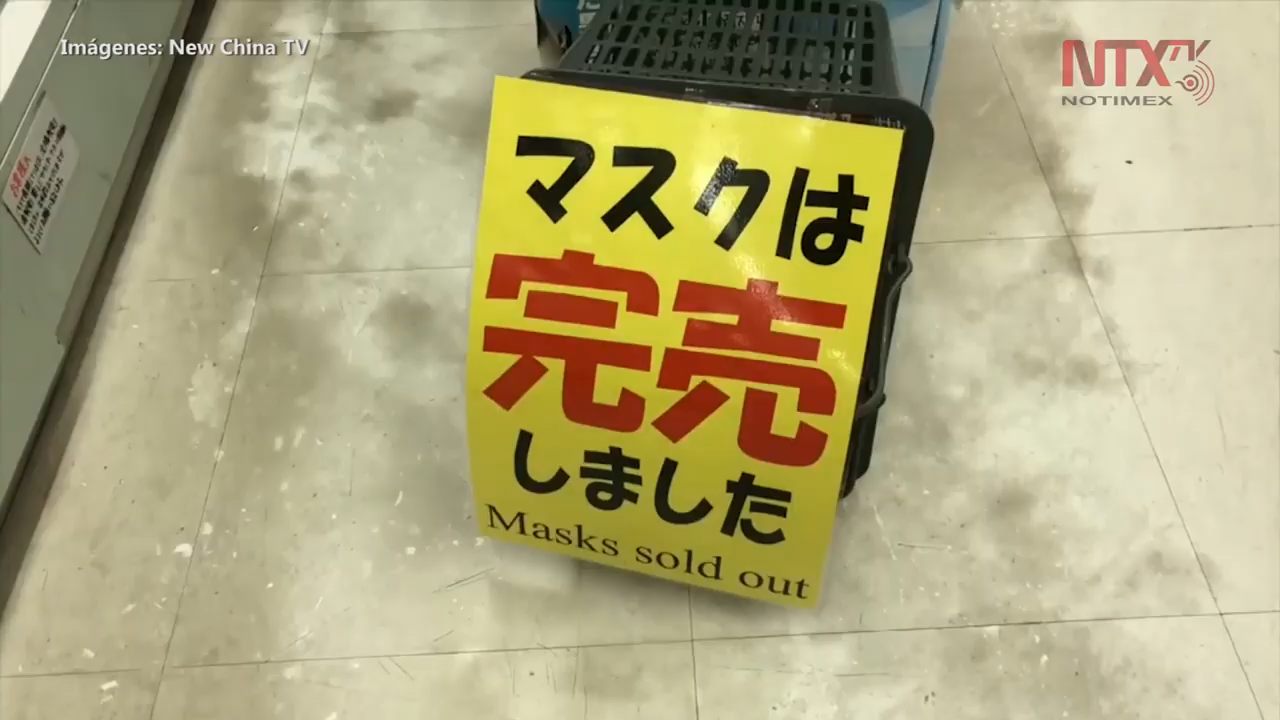 Imágenes: New China TV
NTX TV
NOTIMEX
マスクは
完売
しました
Masks sold out